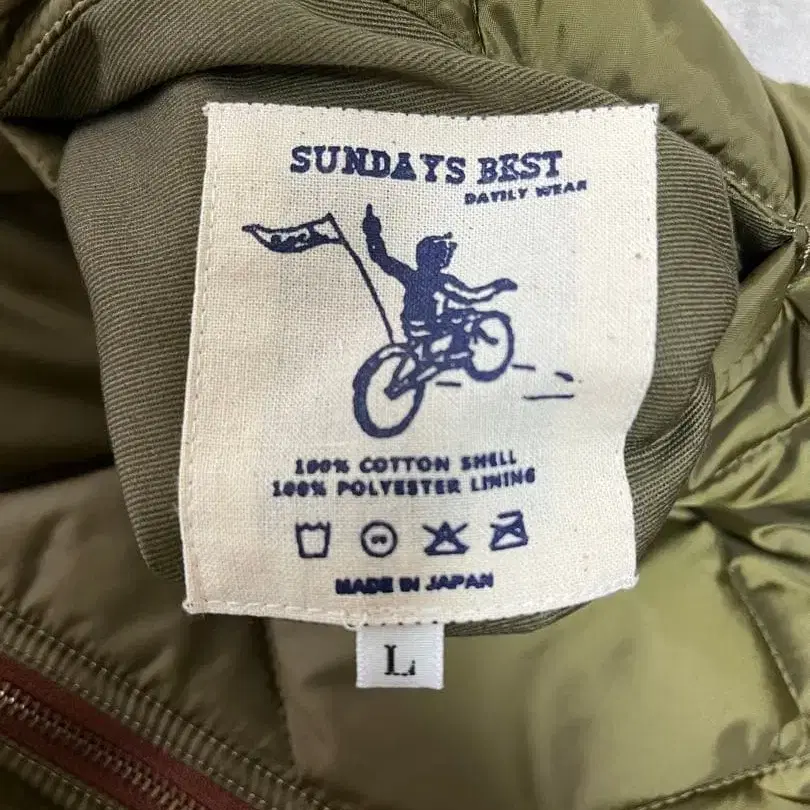 SUNDAYS BEST
DAYILY WEAR
100% COTTON SHELL
100% POLYESTER LINING
MADE IN JAPAN
L